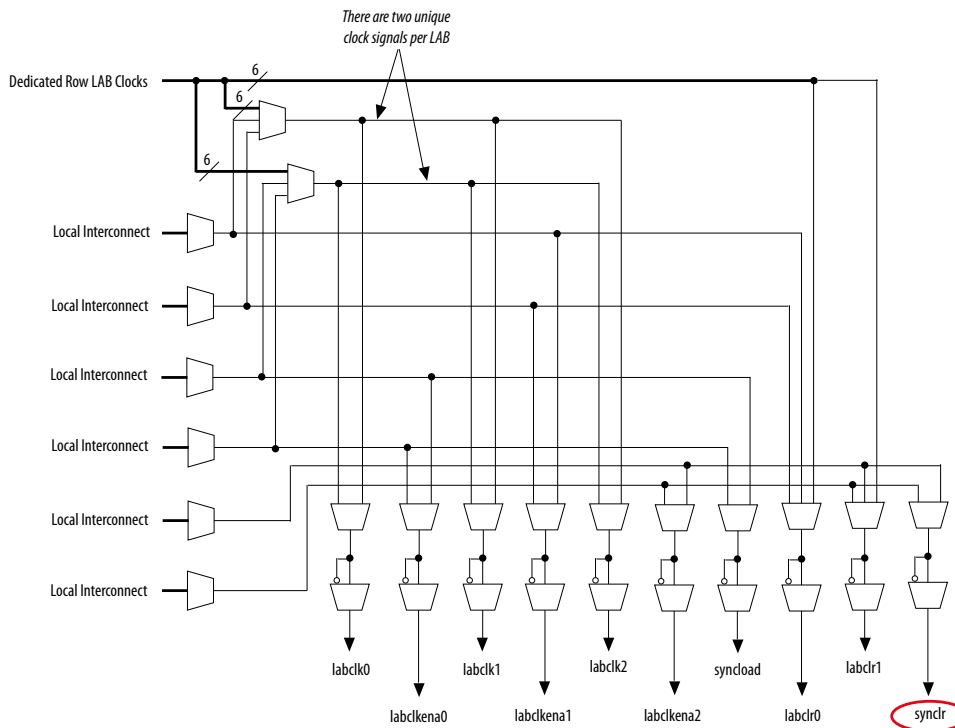 There are two unique
clock signals per LAB
Dedicated Row LAB Clocks
6
6
6
Local Interconnect
Local Interconnect
Local Interconnect
Local Interconnect
Local Interconnect
Local Interconnect
labclk0
labclk1
labclk2
syncload
labclr1
labclkena0
labclkena1
labclkena2
labclr0
synclr